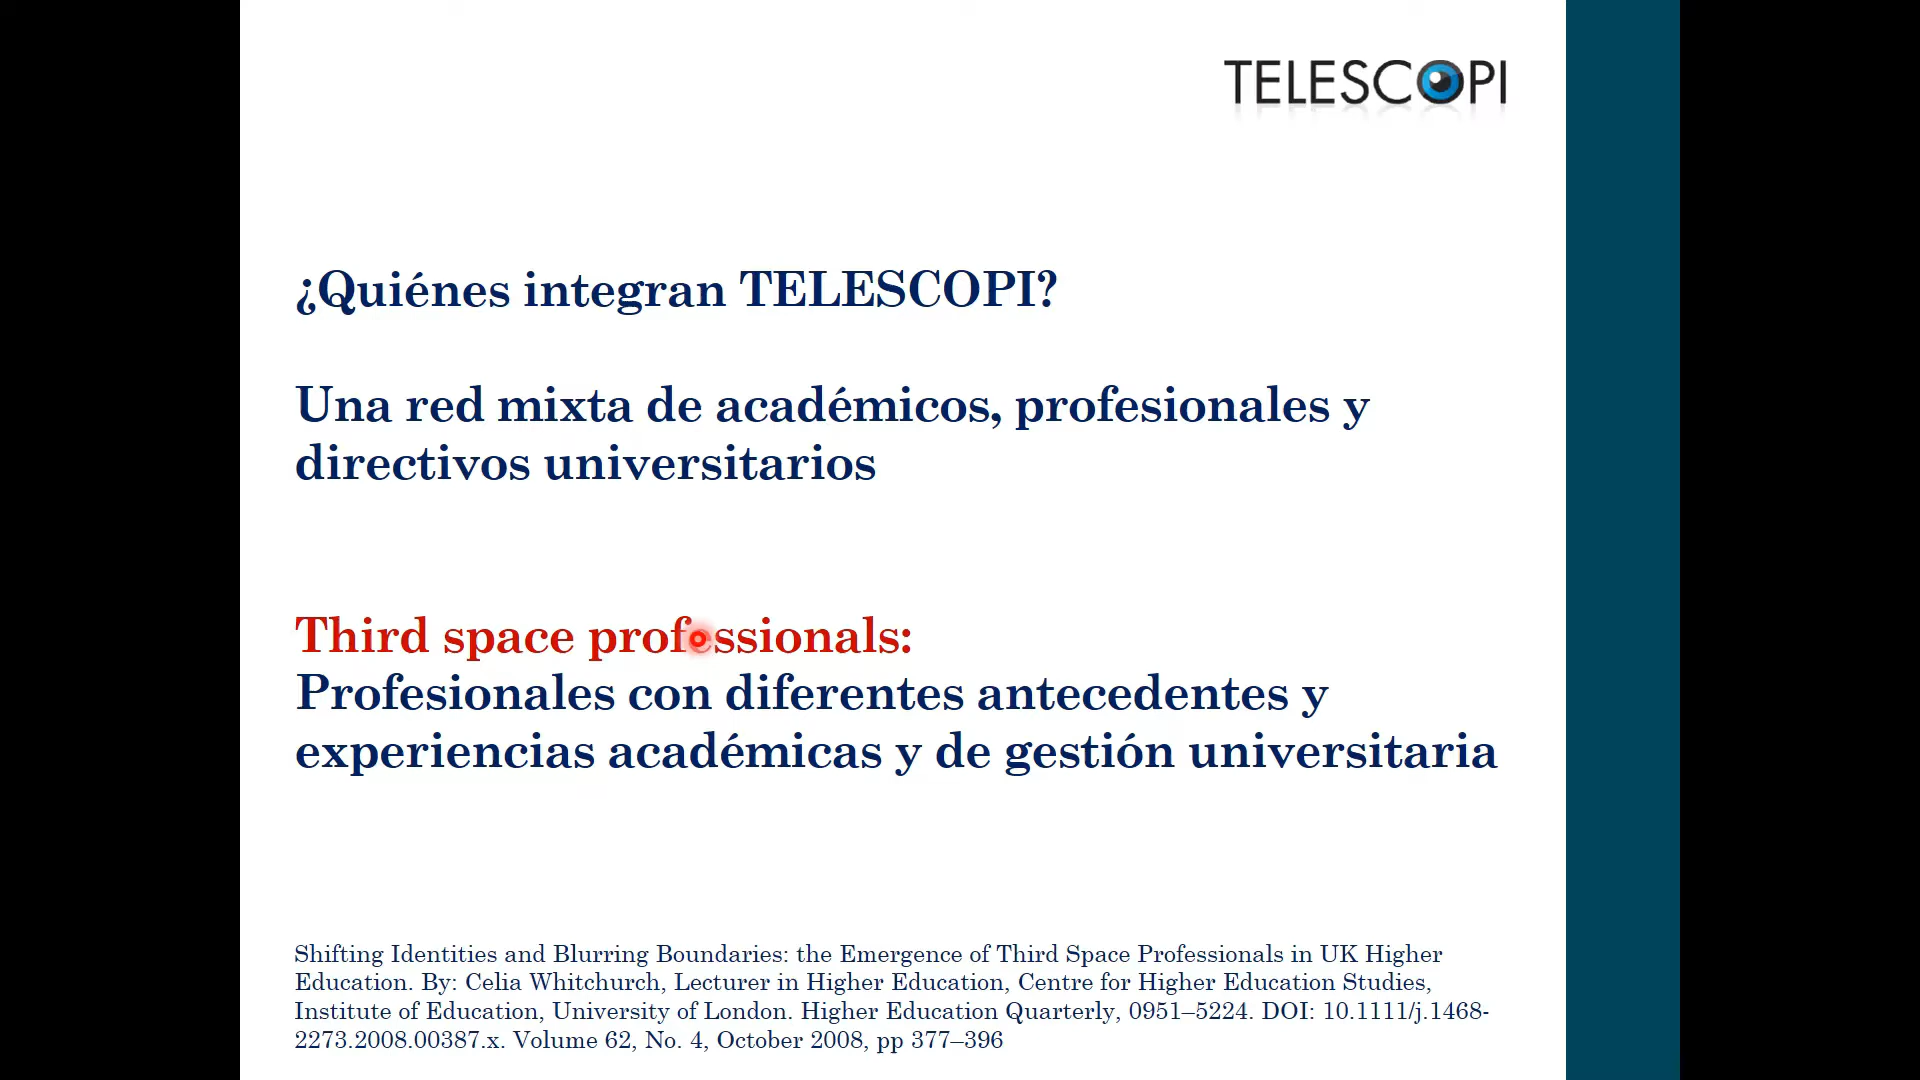 TELESCOPI
¿Quiénes integran TELESCOPI?
Una red mixta de académicos, profesionales y
directivos universitarios
Third space professionals:
Profesionales con diferentes antecedentes y
experiencias académicas y de gestión universitaria
Shifting Identities and Blurring Boundaries: the Emergence of Third Space Professionals in UK Higher
Education. By: Celia Whitchurch, Lecturer in Higher Education, Centre for Higher Education Studies,
Institute of Education, University of London. Higher Education Quarterly, 0951–5224. DOI: 10.1111/j.1468-
2273.2008.00387.x. Volume 62, No. 4, October 2008, pp 377–396